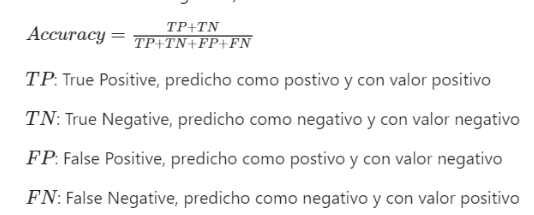 Accuracy = TP+TN / TP+TN+FP+FN
TP: True Positive, predicho como postivo y con valor positivo
TN: True Negative, predicho como negativo y con valor negativo
FP: False Positive, predicho como postivo y con valor negativo
FN: False Negative, predicho como negativo y con valor positivo